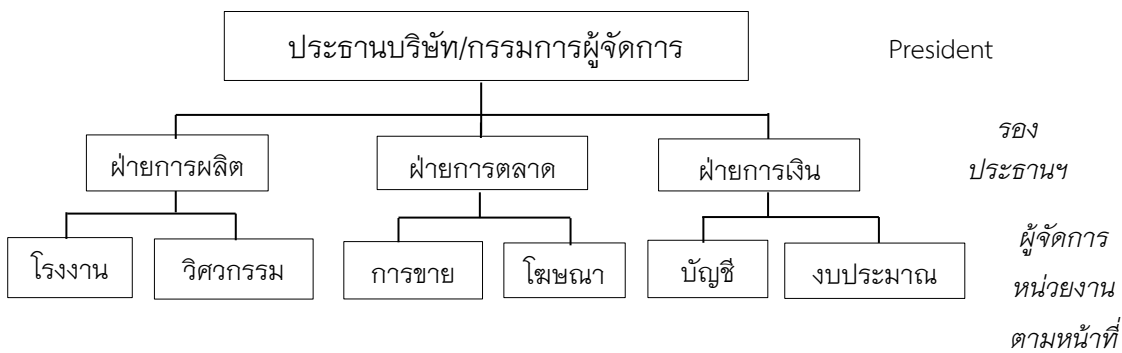 ประธานบริษัท/กรรมการผู้จัดการ
President
รอง
ประธานฯ
ฝ่ายการผลิต
ฝ่ายการตลาด
ฝ่ายการเงิน
โรงงาน
วิศวกรรม
การขาย
โฆษณา
บัญชี
งบประมาณ
ผู้จัดการ
หน่วยงาน
ตามหน้าที่